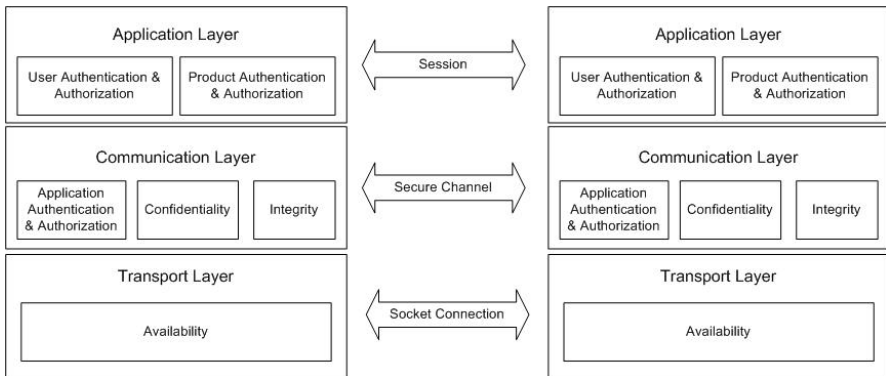 Application Layer
User Authentication &
Authorization
Product Authentication
& Authorization
Session
Application Layer
User Authentication &
Authorization
Product Authentication
& Authorization
Communication Layer
Application
Authentication
& Authorization
Confidentiality
Integrity
Secure Channel
Communication Layer
Application
Authentication
& Authorization
Confidentiality
Integrity
Transport Layer
Availability
Socket Connection
Transport Layer
Availability